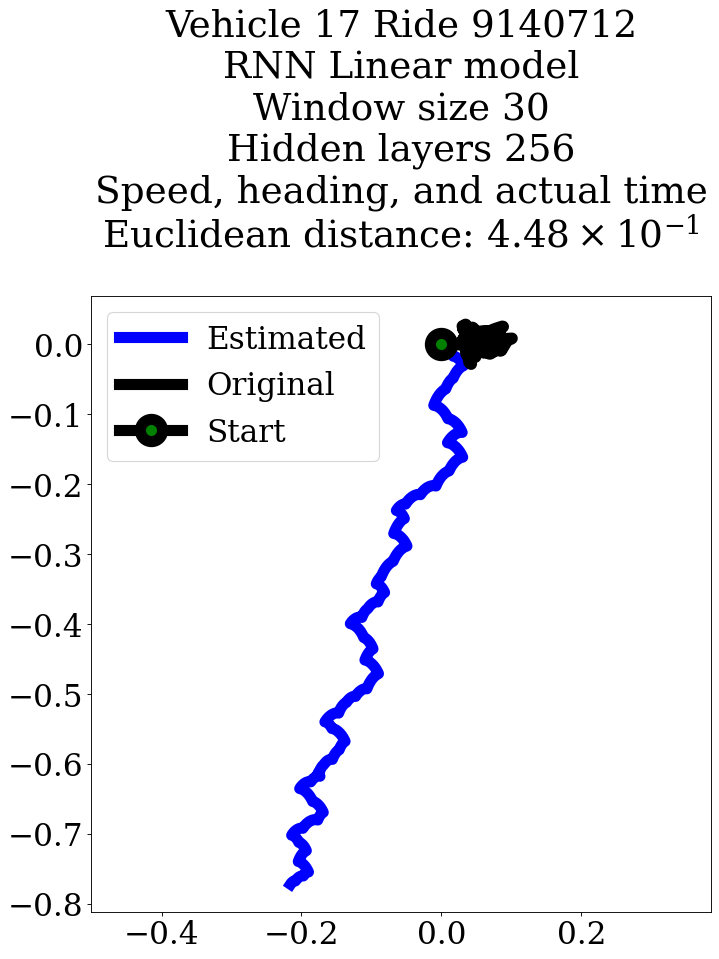 Vehicle 17 Ride 9140712
RNN Linear model
Window size 30
Hidden layers 256
Speed, heading, and actual time
Euclidean distance: 4.48 × 10⁻¹
Estimated
Original
Start
0.0
−0.1
−0.2
−0.3
−0.4
−0.5
−0.6
−0.7
−0.8
−0.4 −0.2 0.0 0.2